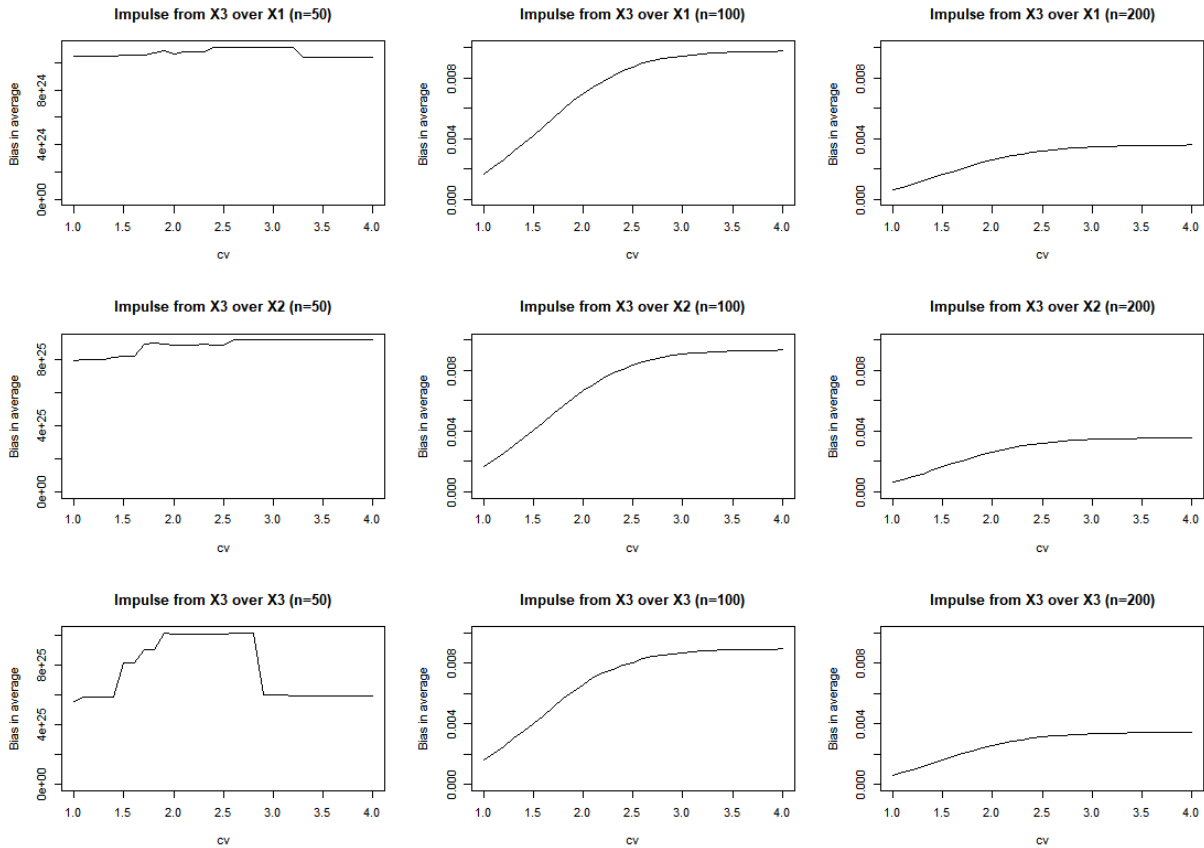 Impulse from X3 over X1 (n=50)
Bias in average
0e+00 4e+24 8e+24
1.0 1.5 2.0 2.5 3.0 3.5 4.0
cv
Impulse from X3 over X1 (n=100)
Bias in average
0.000 0.004 0.008
1.0 1.5 2.0 2.5 3.0 3.5 4.0
cv
Impulse from X3 over X1 (n=200)
Bias in average
0.000 0.004 0.008
1.0 1.5 2.0 2.5 3.0 3.5 4.0
cv
Impulse from X3 over X2 (n=50)
Bias in average
0e+00 4e+25 8e+25
1.0 1.5 2.0 2.5 3.0 3.5 4.0
cv
Impulse from X3 over X2 (n=100)
Bias in average
0.000 0.004 0.008
1.0 1.5 2.0 2.5 3.0 3.5 4.0
cv
Impulse from X3 over X2 (n=200)
Bias in average
0.000 0.004 0.008
1.0 1.5 2.0 2.5 3.0 3.5 4.0
cv
Impulse from X3 over X3 (n=50)
Bias in average
0e+00 4e+25 8e+25
1.0 1.5 2.0 2.5 3.0 3.5 4.0
cv
Impulse from X3 over X3 (n=100)
Bias in average
0.000 0.004 0.008
1.0 1.5 2.0 2.5 3.0 3.5 4.0
cv
Impulse from X3 over X3 (n=200)
Bias in average
0.000 0.004 0.008
1.0 1.5 2.0 2.5 3.0 3.5 4.0
cv